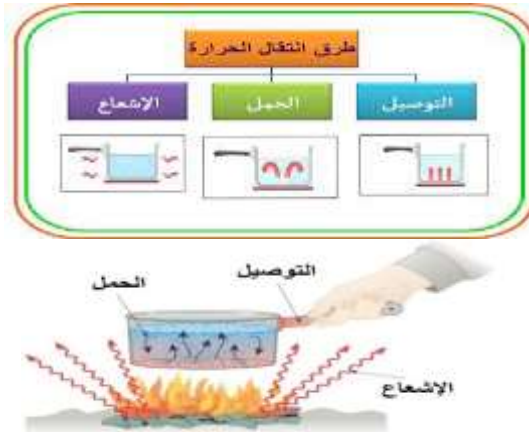 طرق انتقال الحرارة
التوصيل
الحمل
الإشعاع
التوصيل
الحمل
الإشعاع